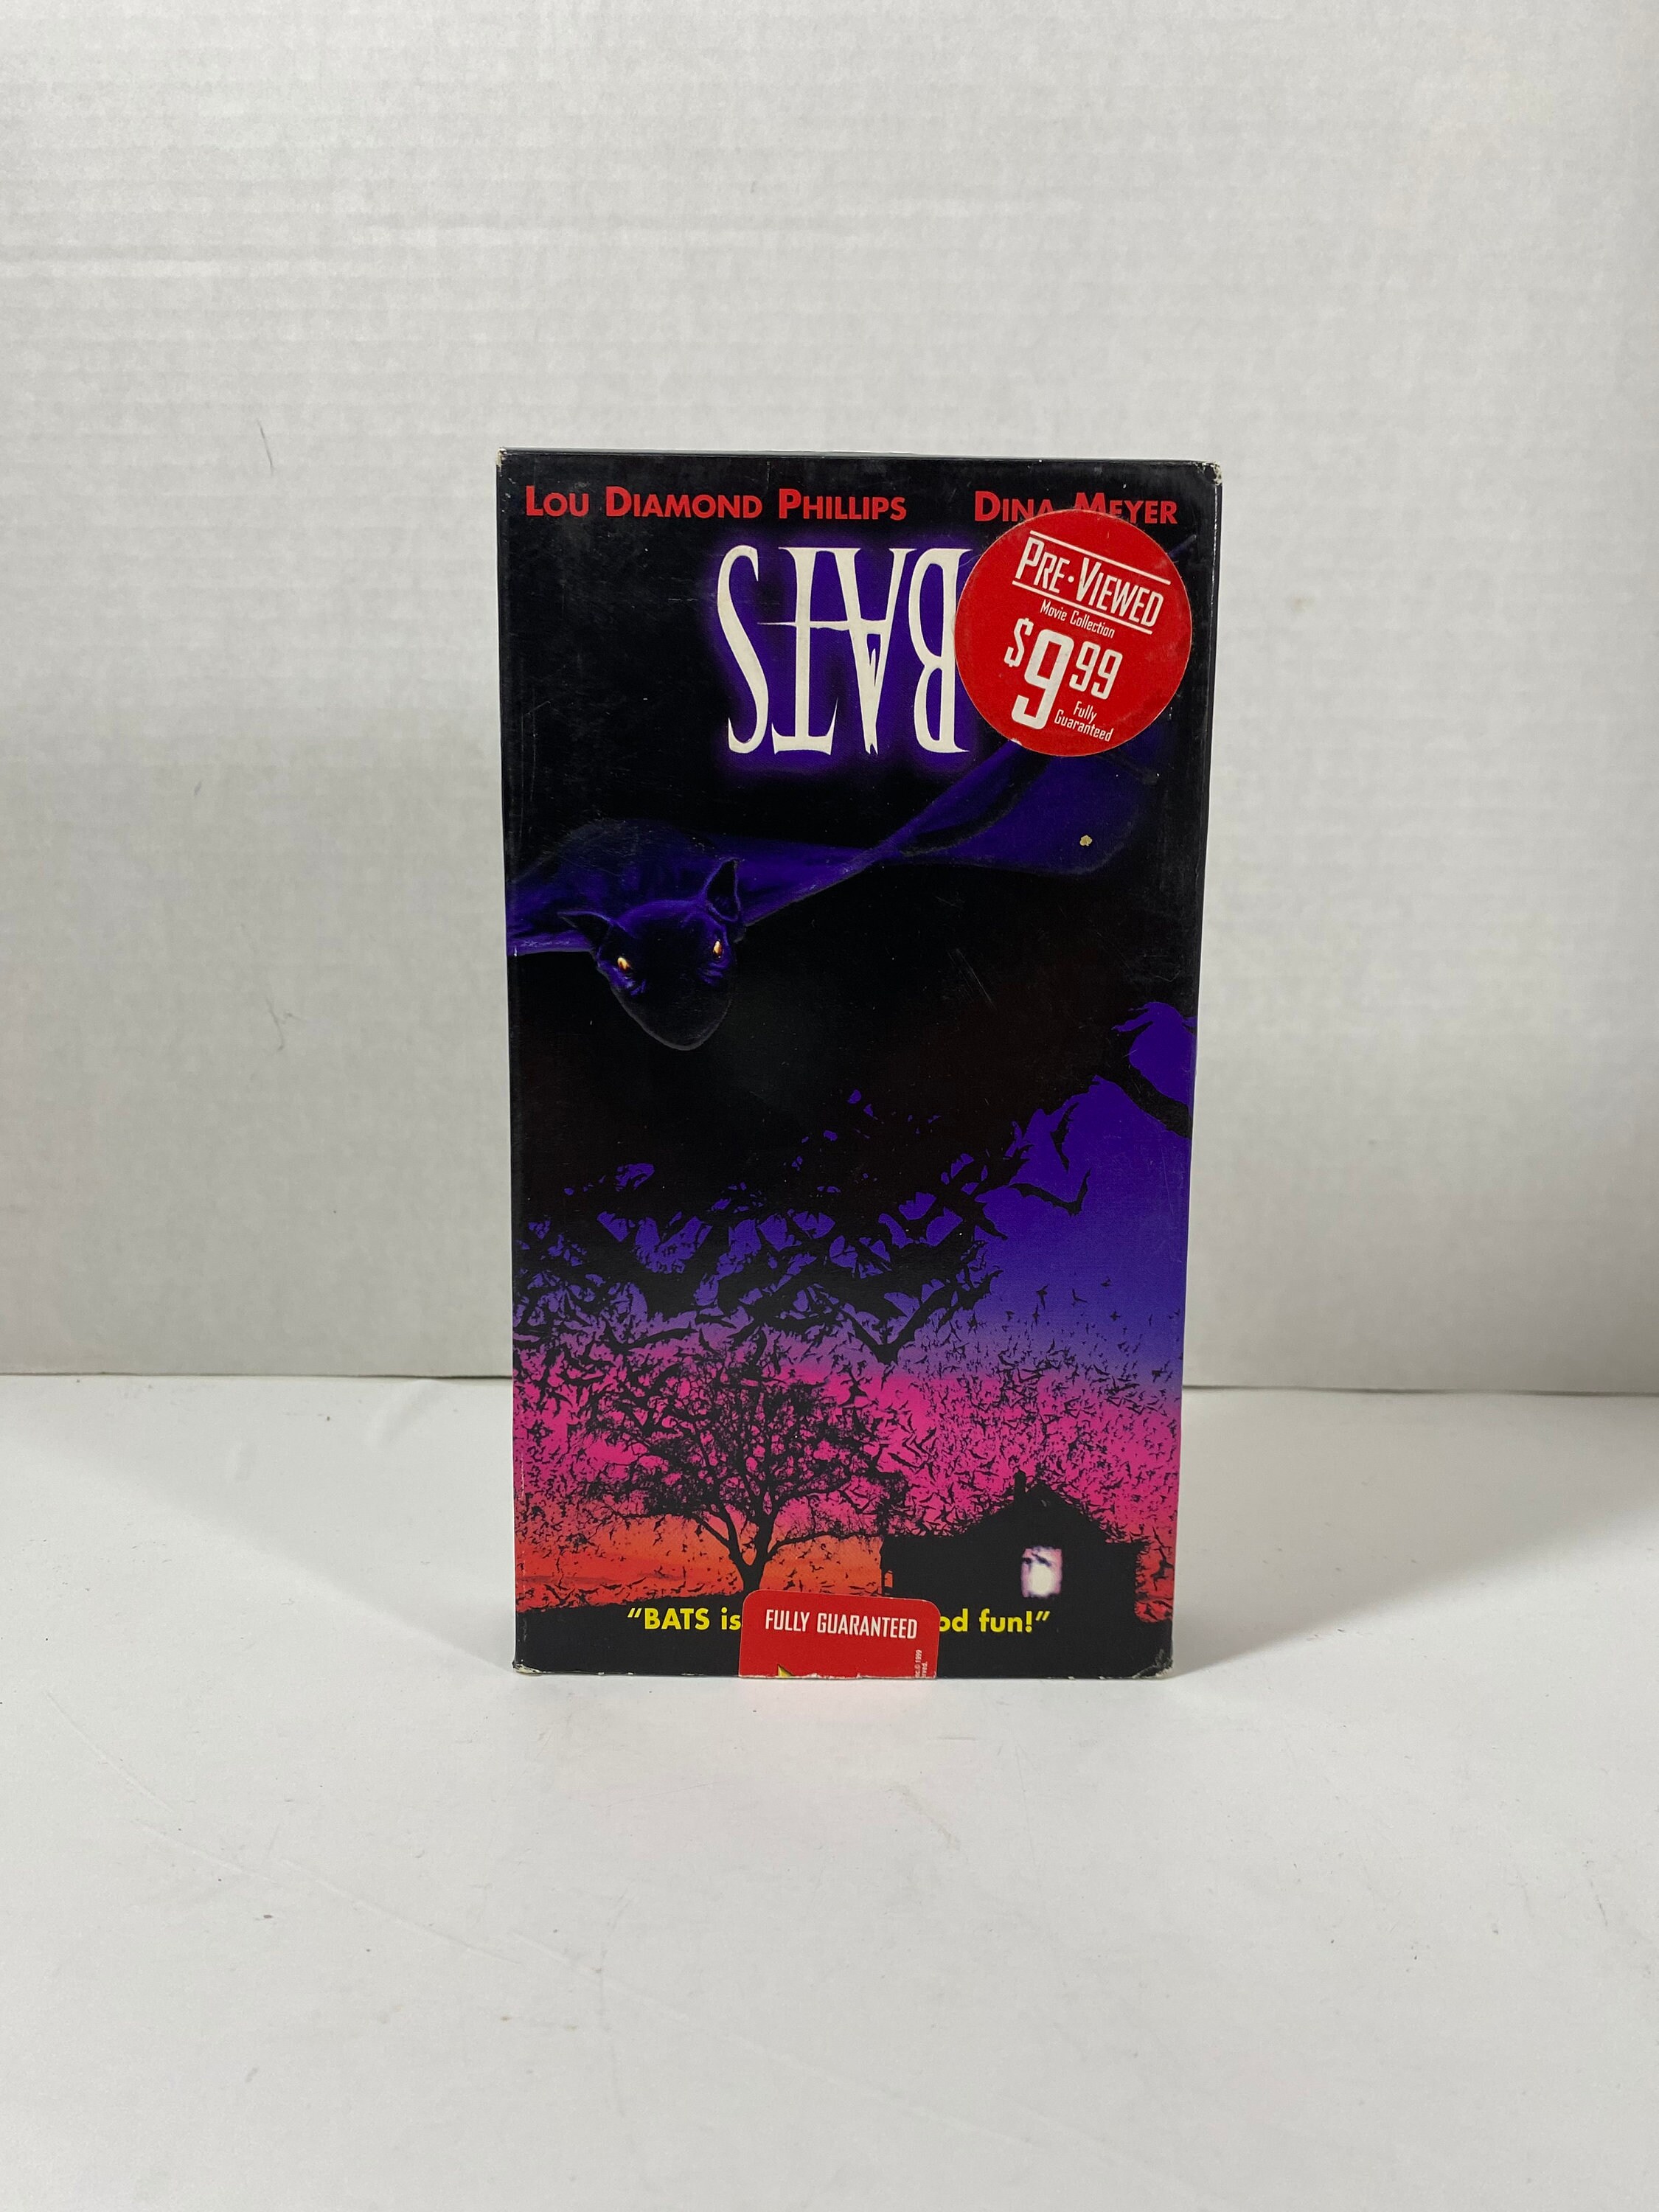 LOU DIAMOND PHILLIPS DINA MEYER
BATS
PRE·VIEWED
Movie Collection
$9.99
Fully
Guaranteed
"BATS is od fun!"
FULLY GUARANTEED